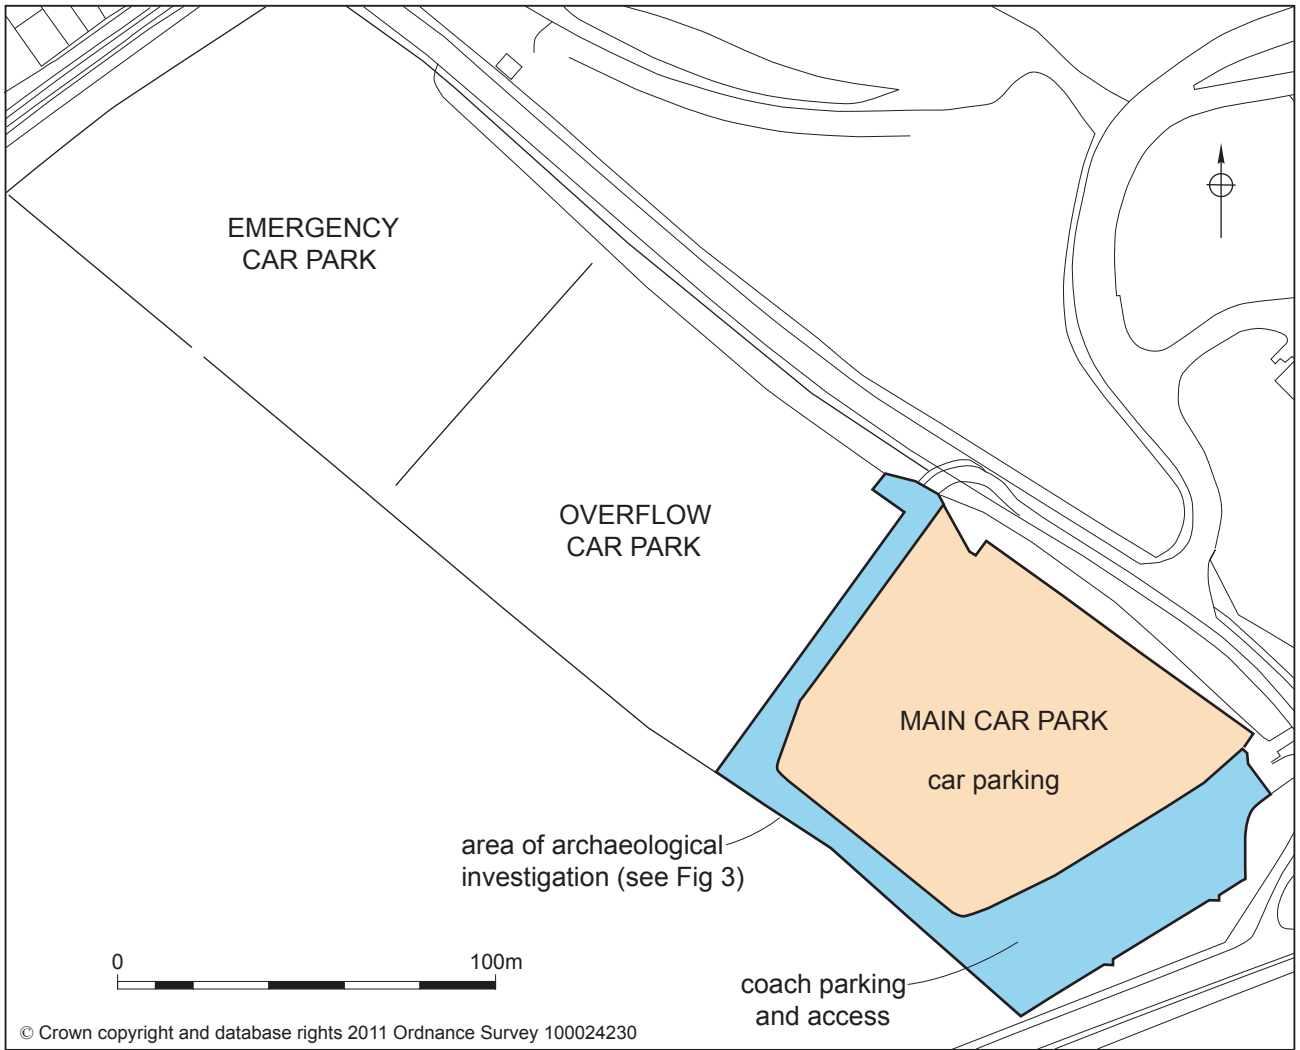 EMERGENCY
CAR PARK
OVERFLOW
CAR PARK
MAIN CAR PARK
car parking
area of archaeological
investigation (see Fig 3)
coach parking
and access
0
100m
© Crown copyright and database rights 2011 Ordnance Survey 100024230